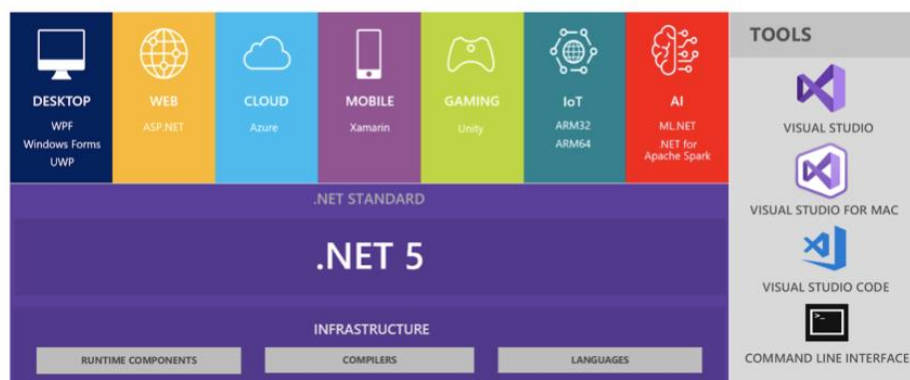 DESKTOP
WPF
Windows Forms
UWP
WEB
ASP.NET
CLOUD
Azure
MOBILE
Xamarin
GAMING
Unity
IoT
ARM32
ARM64
AI
ML.NET
.NET for
Apache Spark
.NET STANDARD
.NET 5
INFRASTRUCTURE
RUNTIME COMPONENTS
COMPILERS
LANGUAGES
TOOLS
VISUAL STUDIO
VISUAL STUDIO FOR MAC
VISUAL STUDIO CODE
>_
COMMAND LINE INTERFACE